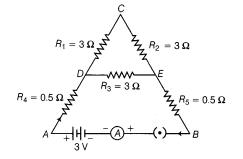 C
R₁ = 3 Ω
R₂ = 3 Ω
D
E
R₃ = 3 Ω
R₄ = 0.5 Ω
R₅ = 0.5 Ω
A
+
−
−
A
+
B
3 V